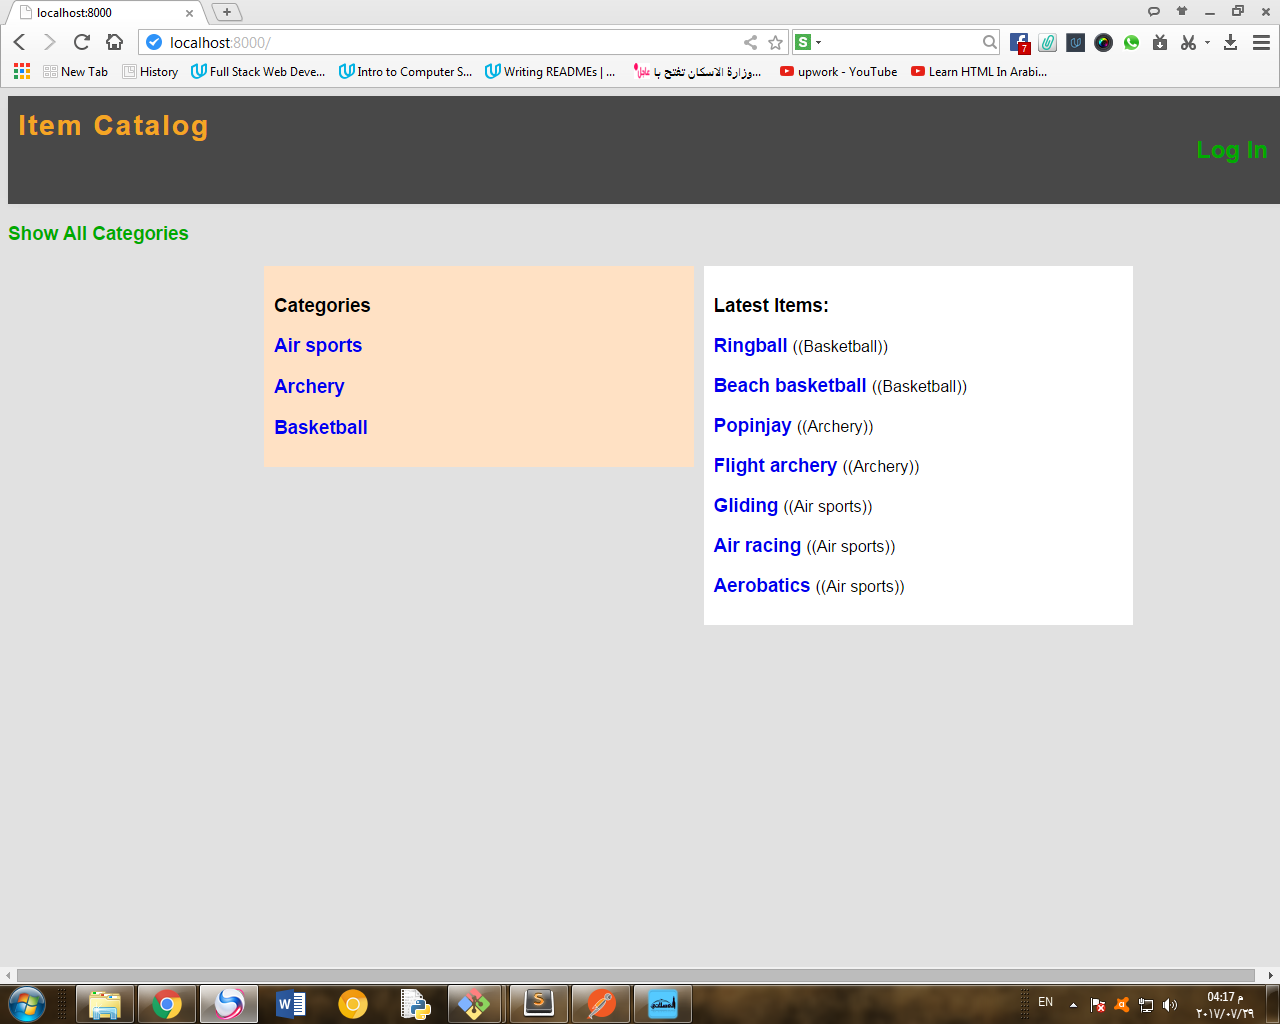 localhost:8000
localhost:8000/
S
7
New Tab
History
Full Stack Web Deve...
Intro to Computer S...
Writing READMEs | ...
وزارة الاسكان تفتح با...
upwork - YouTube
Learn HTML In Arabi...
Item Catalog
Log In
Show All Categories
Categories
Air sports
Archery
Basketball
Latest Items:
Ringball ((Basketball))
Beach basketball ((Basketball))
Popinjay ((Archery))
Flight archery ((Archery))
Gliding ((Air sports))
Air racing ((Air sports))
Aerobatics ((Air sports))
EN
04:17 م
٢٠١٧/٠٧/٢٩